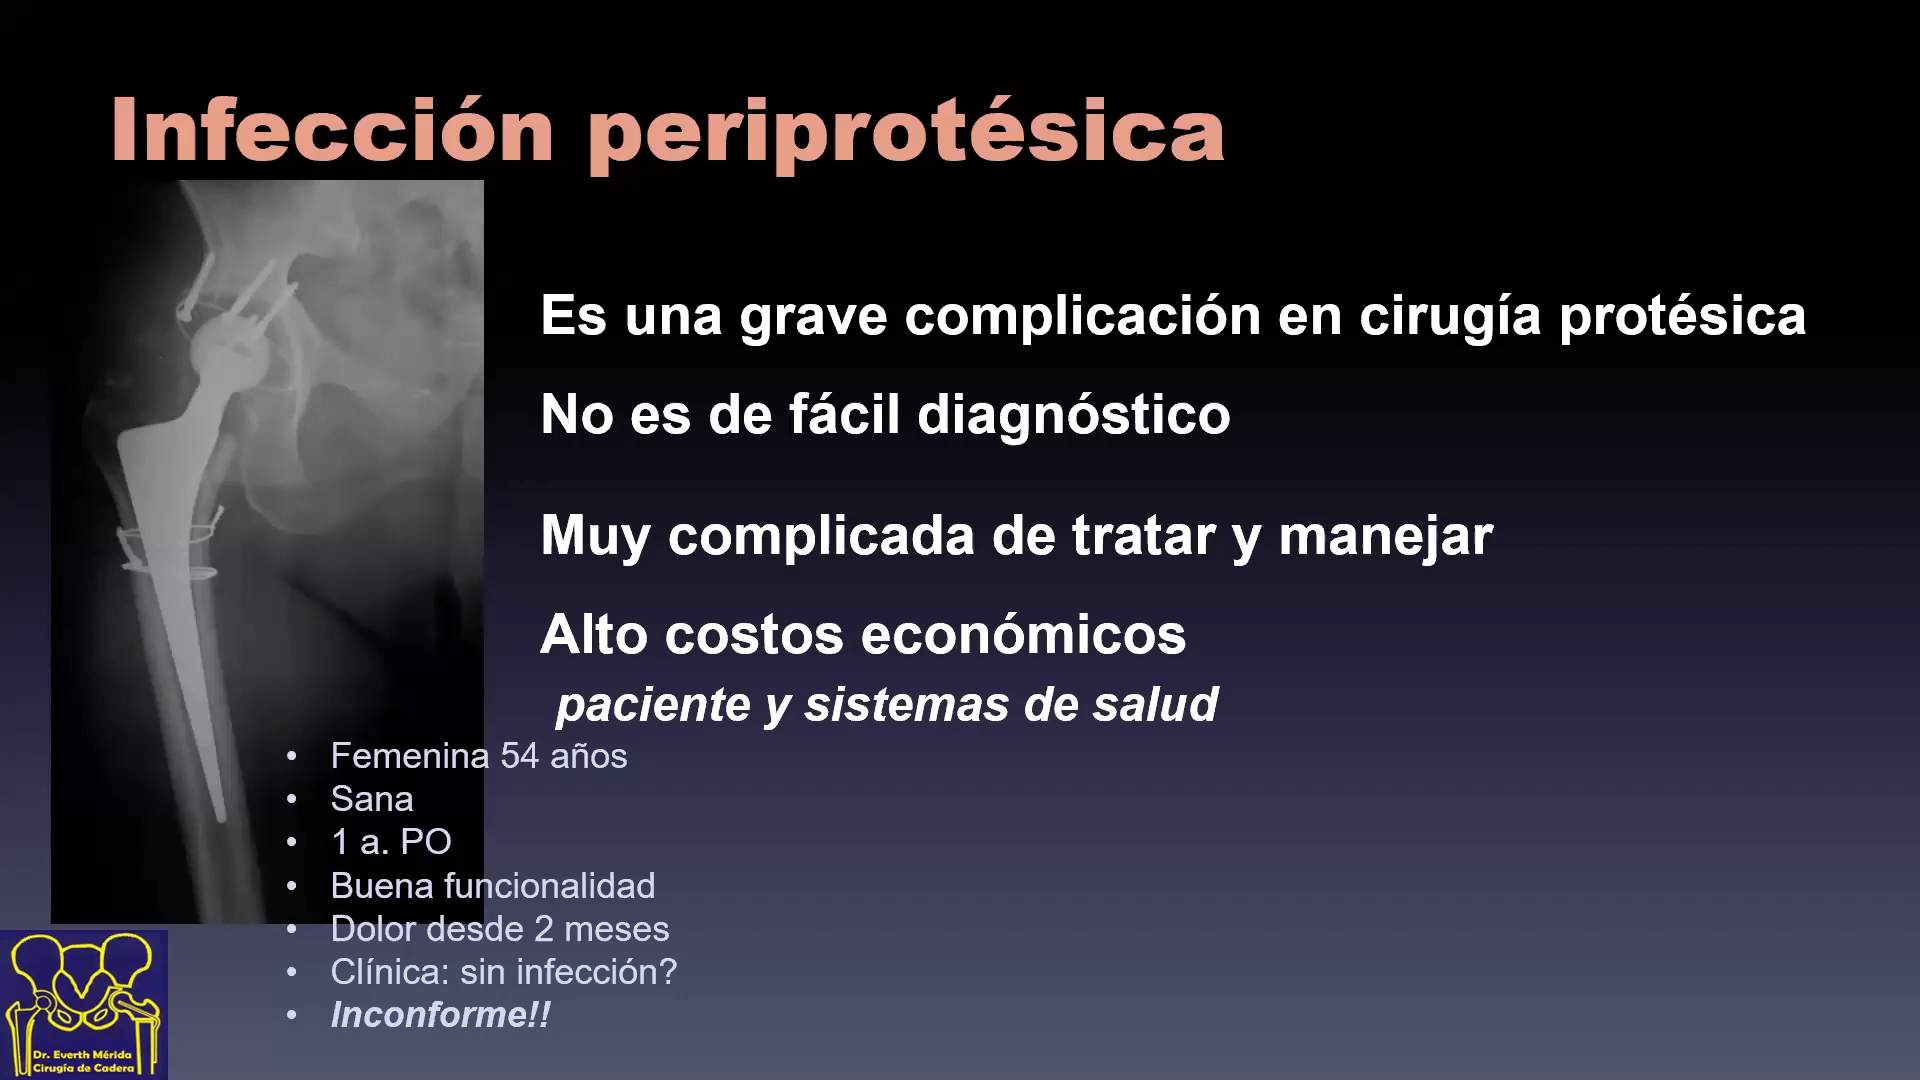 Infección periprotésica
Es una grave complicación en cirugía protésica
No es de fácil diagnóstico
Muy complicada de tratar y manejar
Alto costos económicos
paciente y sistemas de salud
• Femenina 54 años
• Sana
• 1 a. PO
• Buena funcionalidad
• Dolor desde 2 meses
• Clínica: sin infección?
• Inconforme!!
Dr. Everth Mérida
Cirugía de Cadera